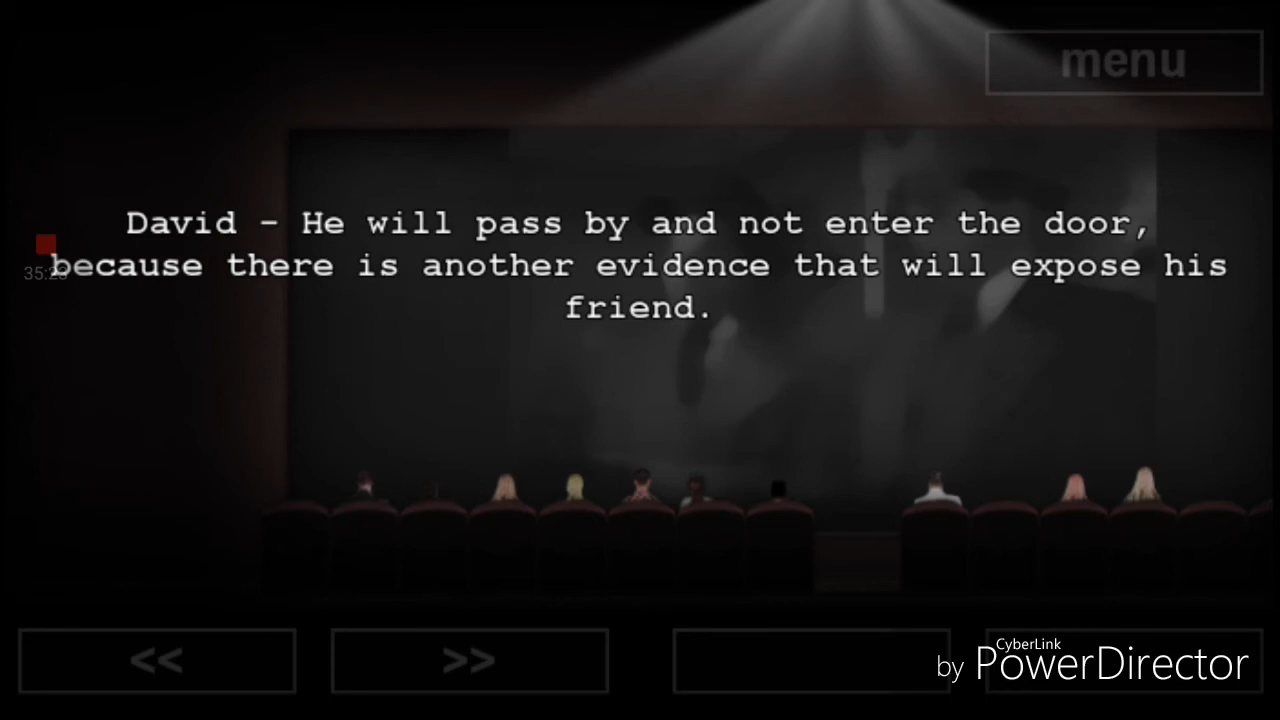 menu
David - He will pass by and not enter the door,
because there is another evidence that will expose his
friend.
<< 
>>
CyberLink
by PowerDirector